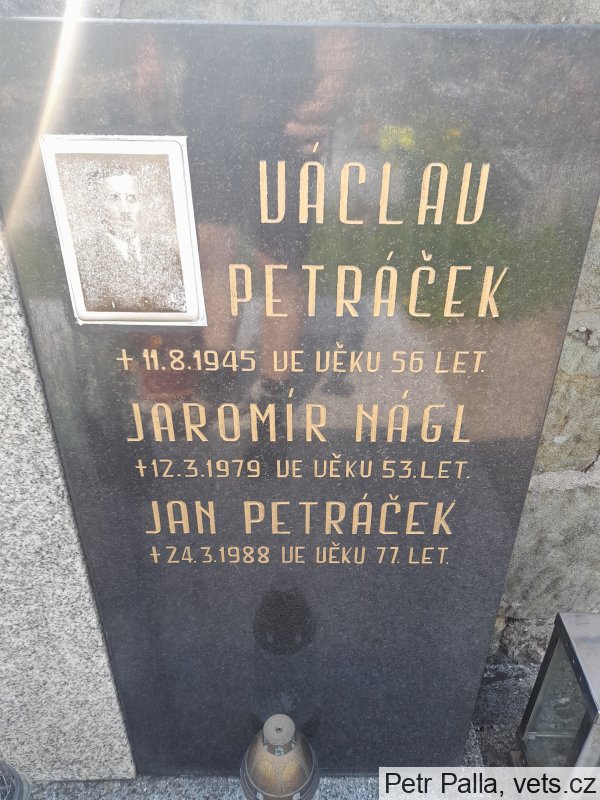 VÁCLAV
PETRÁČEK
+ 11.8.1945 VE VĚKU 56 LET.
JAROMÍR NÁGL
+ 12.3.1979 VE VĚKU 53. LET.
JAN PETRÁČEK
+ 24.3.1988 VE VĚKU 77. LET.
Petr Palla, vets.cz